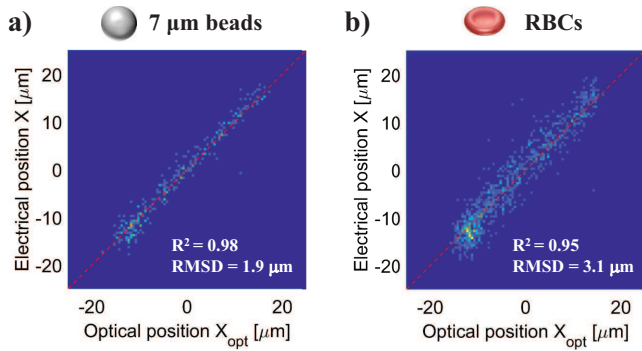 a) 7 μm beads
Electrical position X [μm]
20
10
0
-10
-20
R² = 0.98
RMSD = 1.9 μm
-20 0 20
Optical position X_opt [μm]
b) RBCs
Electrical position X [μm]
20
10
0
-10
-20
R² = 0.95
RMSD = 3.1 μm
-20 0 20
Optical position X_opt [μm]